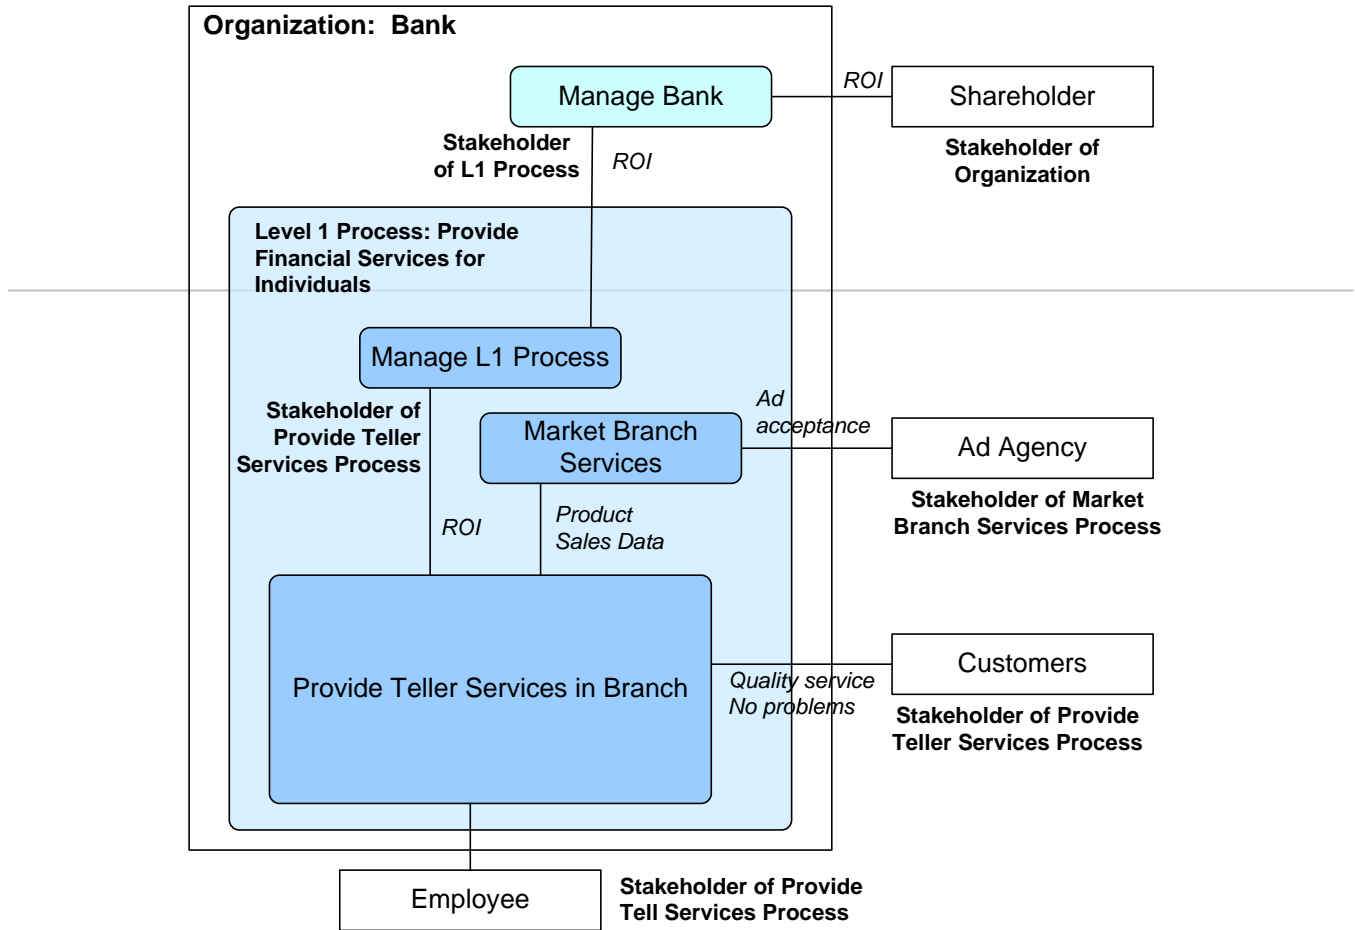 Organization: Bank
Manage Bank
ROI
Shareholder
Stakeholder
of L1 Process
ROI
Stakeholder of
Organization
Level 1 Process: Provide
Financial Services for
Individuals
Manage L1 Process
Stakeholder of
Provide Teller
Services Process
Market Branch
Services
Ad
acceptance
Ad Agency
Stakeholder of Market
Branch Services Process
ROI
Product
Sales Data
Provide Teller Services in Branch
Quality service
No problems
Customers
Stakeholder of Provide
Teller Services Process
Employee
Stakeholder of Provide
Tell Services Process